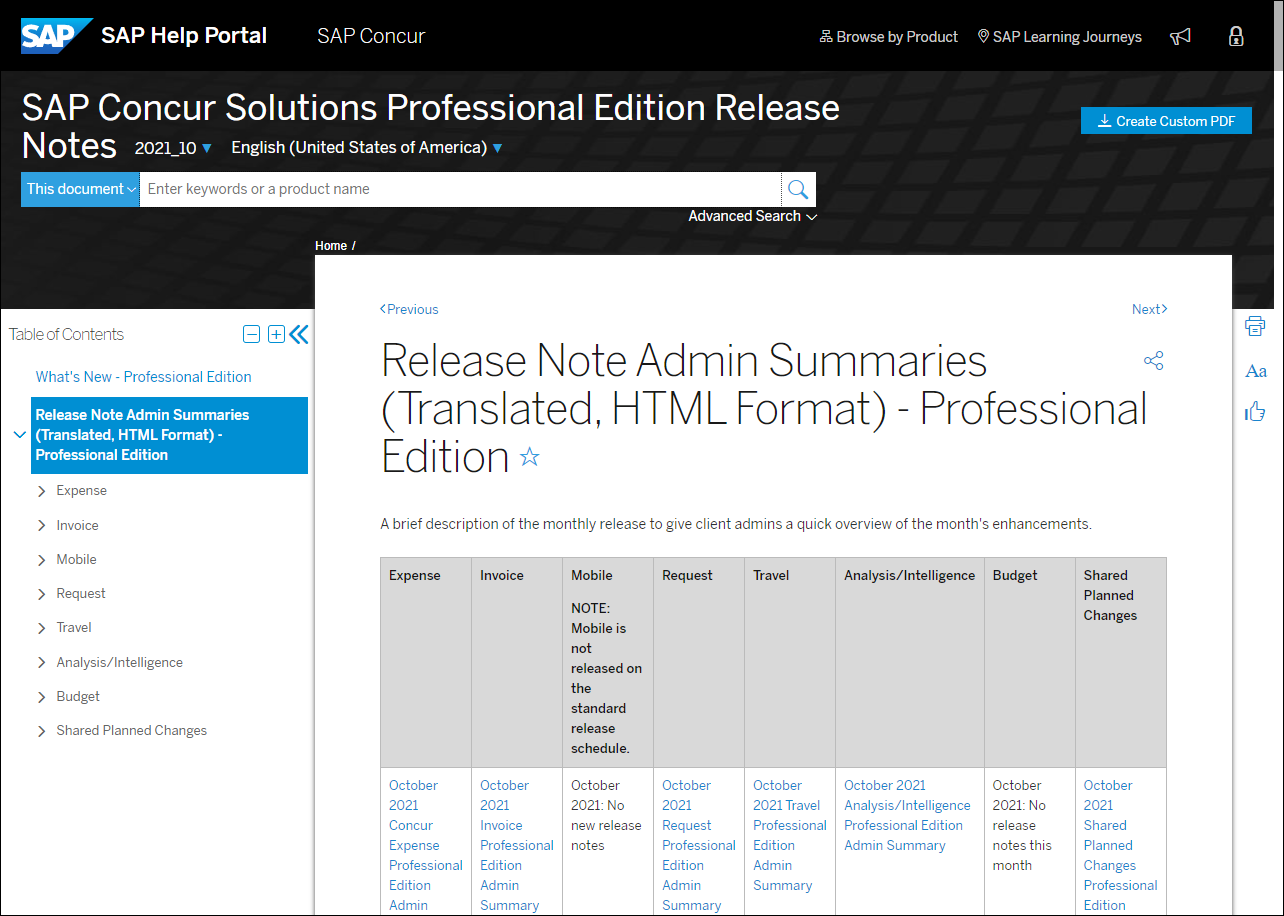 SAP SAP Help Portal SAP Concur Browse by Product SAP Learning Journeys
SAP Concur Solutions Professional Edition Release
Notes 2021_10 English (United States of America)
Create Custom PDF
This document Enter keywords or a product name
Advanced Search
Home /
Table of Contents
What's New - Professional Edition
Release Note Admin Summaries
(Translated, HTML Format) -
Professional Edition
Expense
Invoice
Mobile
Request
Travel
Analysis/Intelligence
Budget
Shared Planned Changes
Previous Next
Release Note Admin Summaries
(Translated, HTML Format) - Professional
Edition
Aa
A brief description of the monthly release to give client admins a quick overview of the month's enhancements.
Expense
Invoice
Mobile
NOTE:
Mobile is
not
released on
the
standard
release
schedule.
Request
Travel
Analysis/Intelligence
Budget
Shared
Planned
Changes
October
2021
Concur
Expense
Professional
Edition
Admin
October
2021
Invoice
Professional
Edition
Admin
Summary
October
2021: No
new release
notes
October
2021
Request
Professional
Edition
Admin
Summary
October
2021 Travel
Professional
Edition
Admin
Summary
October 2021
Analysis/Intelligence
Professional Edition
Admin Summary
October
2021: No
release
notes this
month
October
2021
Shared
Planned
Changes
Professional
Edition